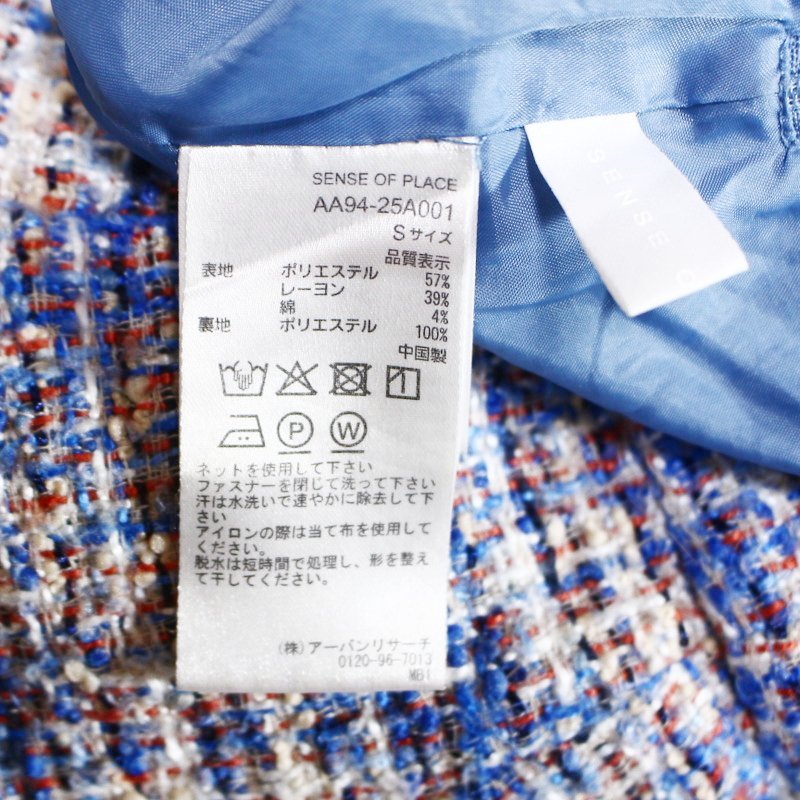 SENSE OF PLACE
AA94-25A001
Sサイズ
品質表示
表地 ポリエステル 57%
レーヨン 39%
綿 4%
裏地 ポリエステル 100%
中国製
P W
ネットを使用して下さい
ファスナーを閉じて洗って下さい
汗は水洗いで速やかに除去して下
さい
アイロンの際は当て布を使用して
ください。
脱水は短時間で処理し、形を整え
て干してください。
(株)アーバンリサーチ
0120-96-7013
MB1
SENSE O